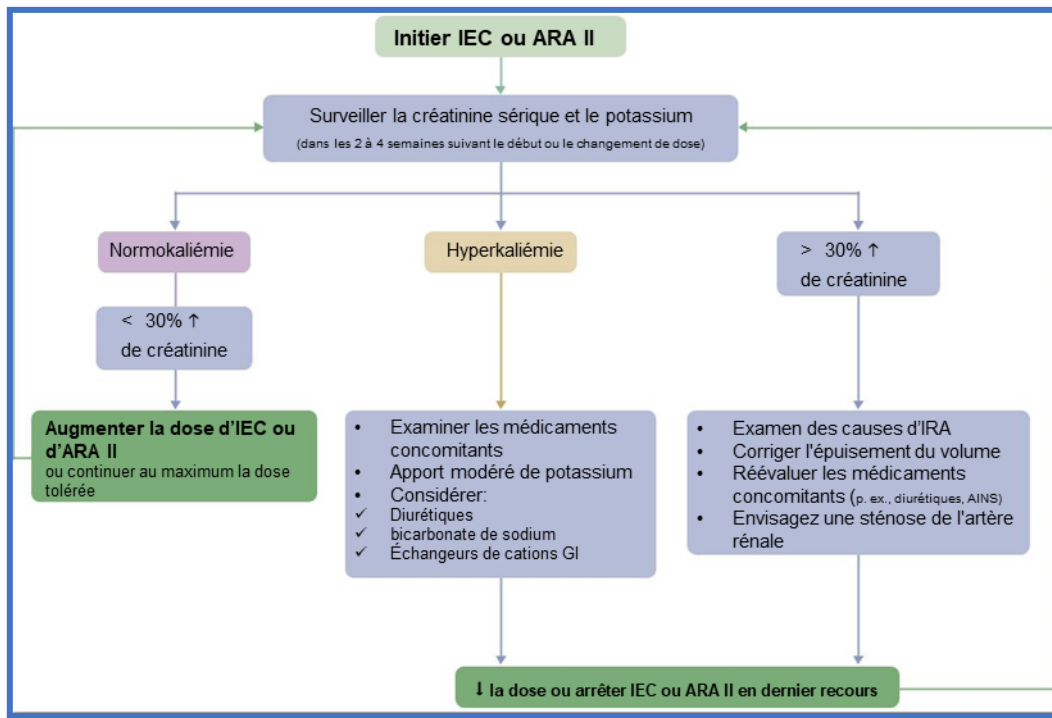 Initier IEC ou ARA II
Surveiller la créatinine sérique et le potassium
(dans les 2 à 4 semaines suivant le début ou le changement de dose)
Normokaliémie
< 30% ↑
de créatinine
Augmenter la dose d'IEC ou
d'ARA II
ou continuer au maximum la dose
tolérée
Hyperkaliémie
• Examiner les médicaments
concomitants
• Apport modéré de potassium
• Considérer:
✓ Diurétiques
✓ bicarbonate de sodium
✓ Échangeurs de cations GI
> 30% ↑
de créatinine
• Examen des causes d'IRA
• Corriger l'épuisement du volume
• Réévaluer les médicaments
concomitants (p. ex., diurétiques, AINS)
• Envisagez une sténose de l'artère
rénale
↓ la dose ou arrêter IEC ou ARA II en dernier recours